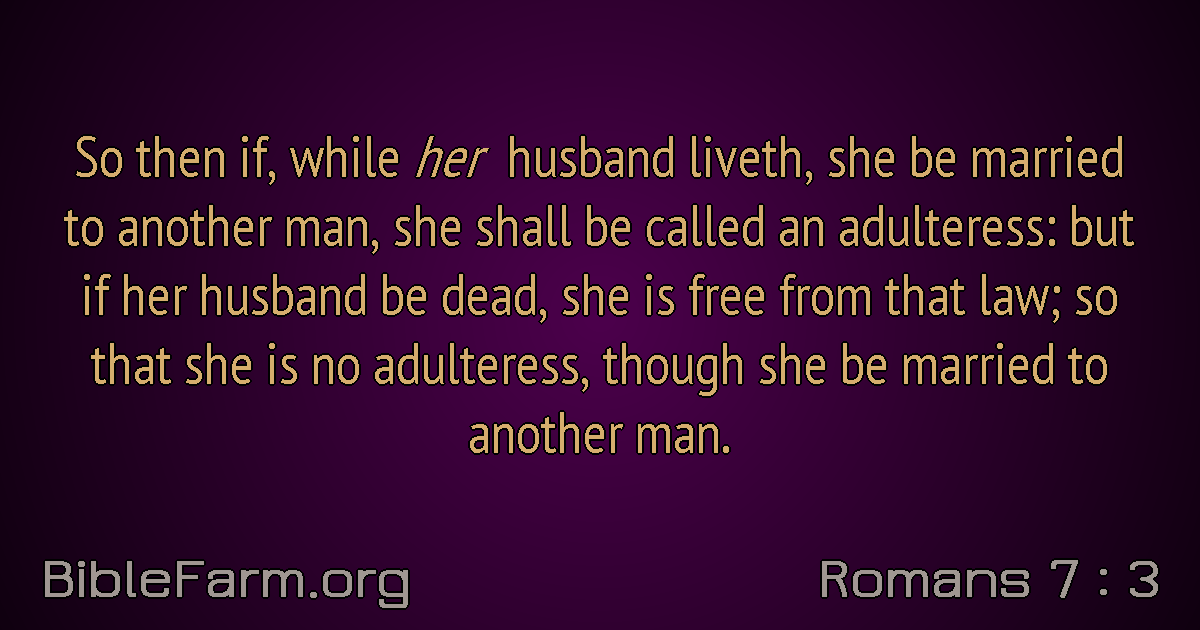 So then if, while her husband liveth, she be married
to another man, she shall be called an adulteress: but
if her husband be dead, she is free from that law; so
that she is no adulteress, though she be married to
another man.
BibleFarm.org
Romans 7 : 3